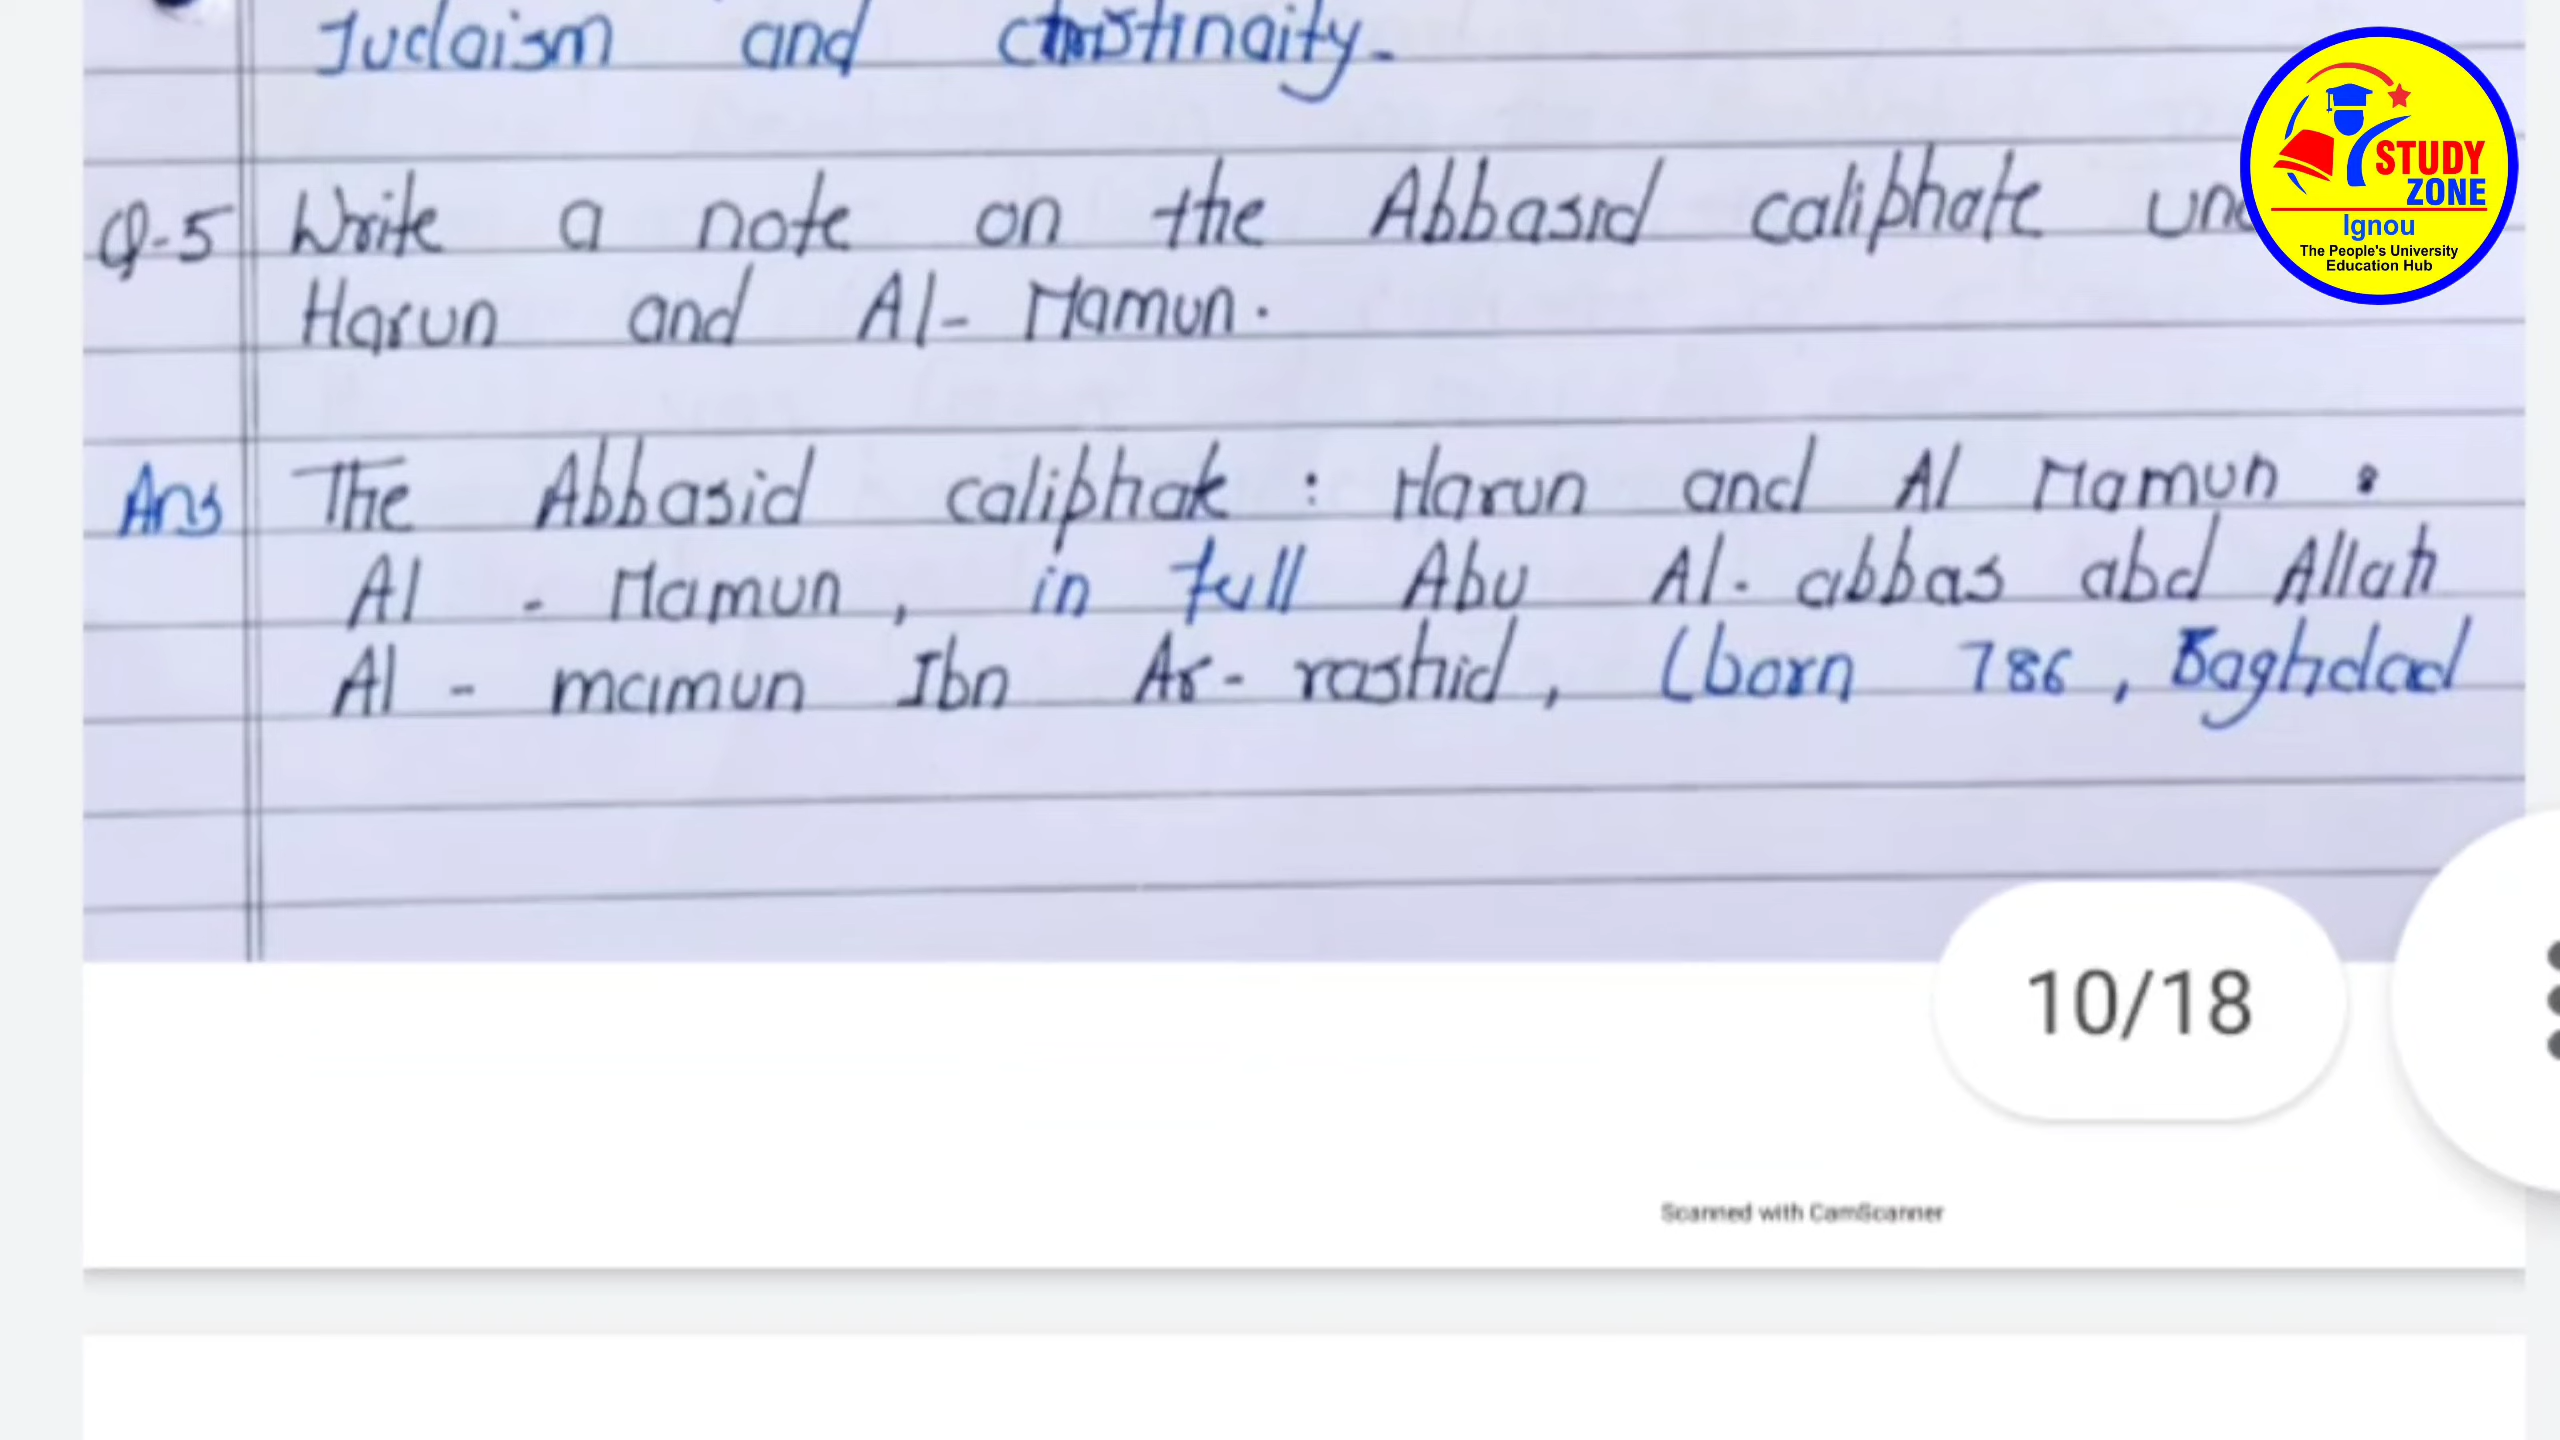 Judaism and christinaity.
Q-5 Write a note on the Abbasid caliphate
Harun and Al-Mamun.
Ans The Abbasid caliphate : Harun and Al Mamun :
Al - Mamun, in full Abu Al- abbas abd Allah
Al - mamun Ibn Ar- rashid, (born 786, Baghdad
STUDY
ZONE
Ignou
The People's University
Education Hub
10/18
Scanned with CamScanner